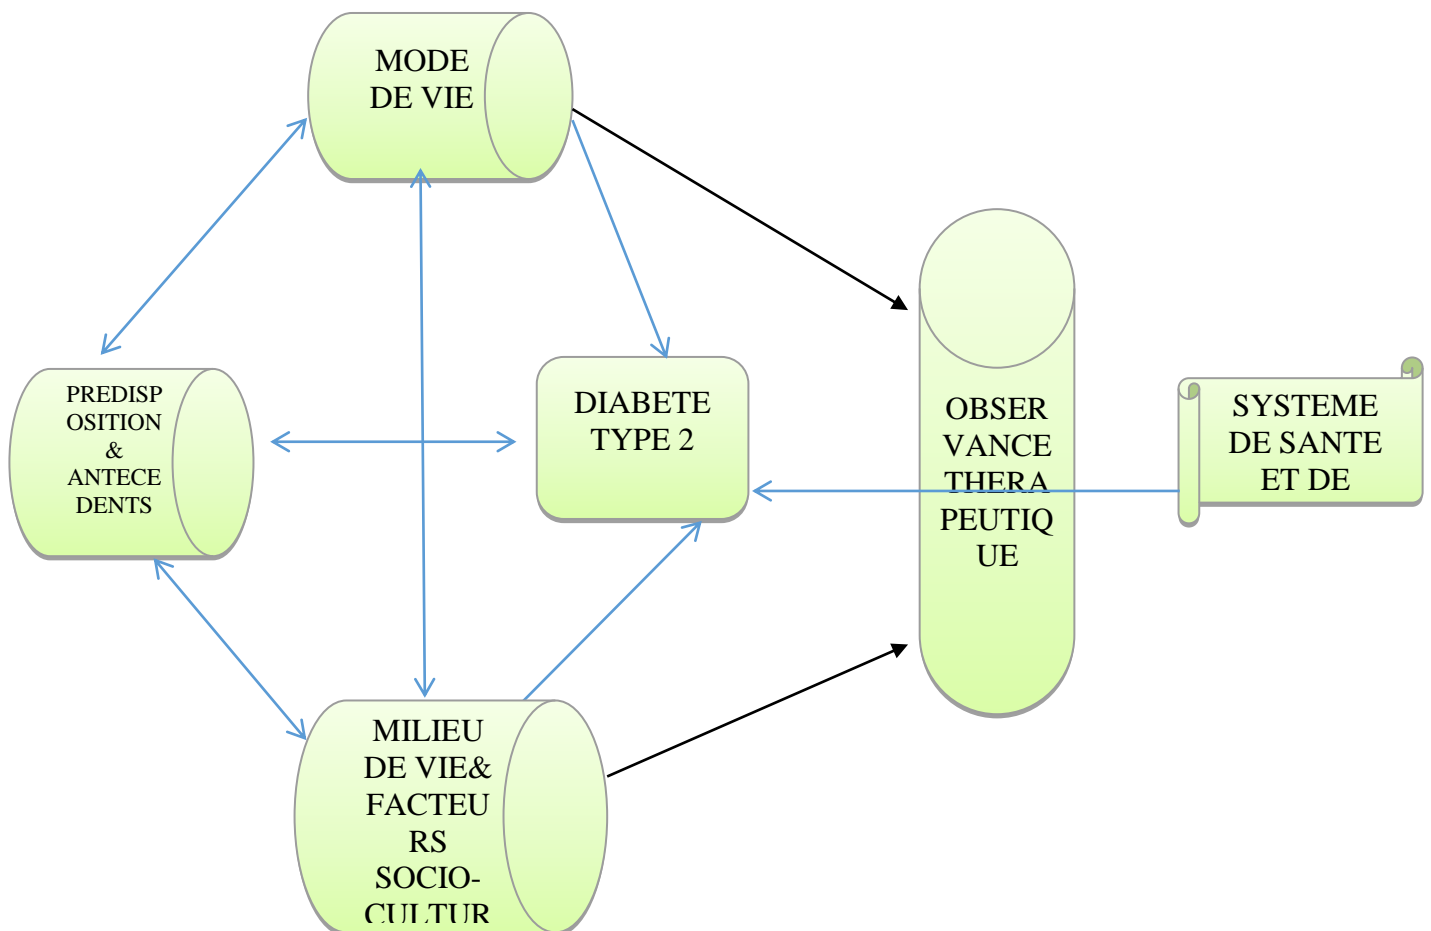 MODE
DE VIE
PREDISP
OSITION
&
ANTECE
DENTS
DIABETE
TYPE 2
OBSER
VANCE
THERA
PEUTIQ
UE
SYSTEME
DE SANTE
ET DE
MILIEU
DE VIE&
FACTEU
RS
SOCIO-
CULTUR